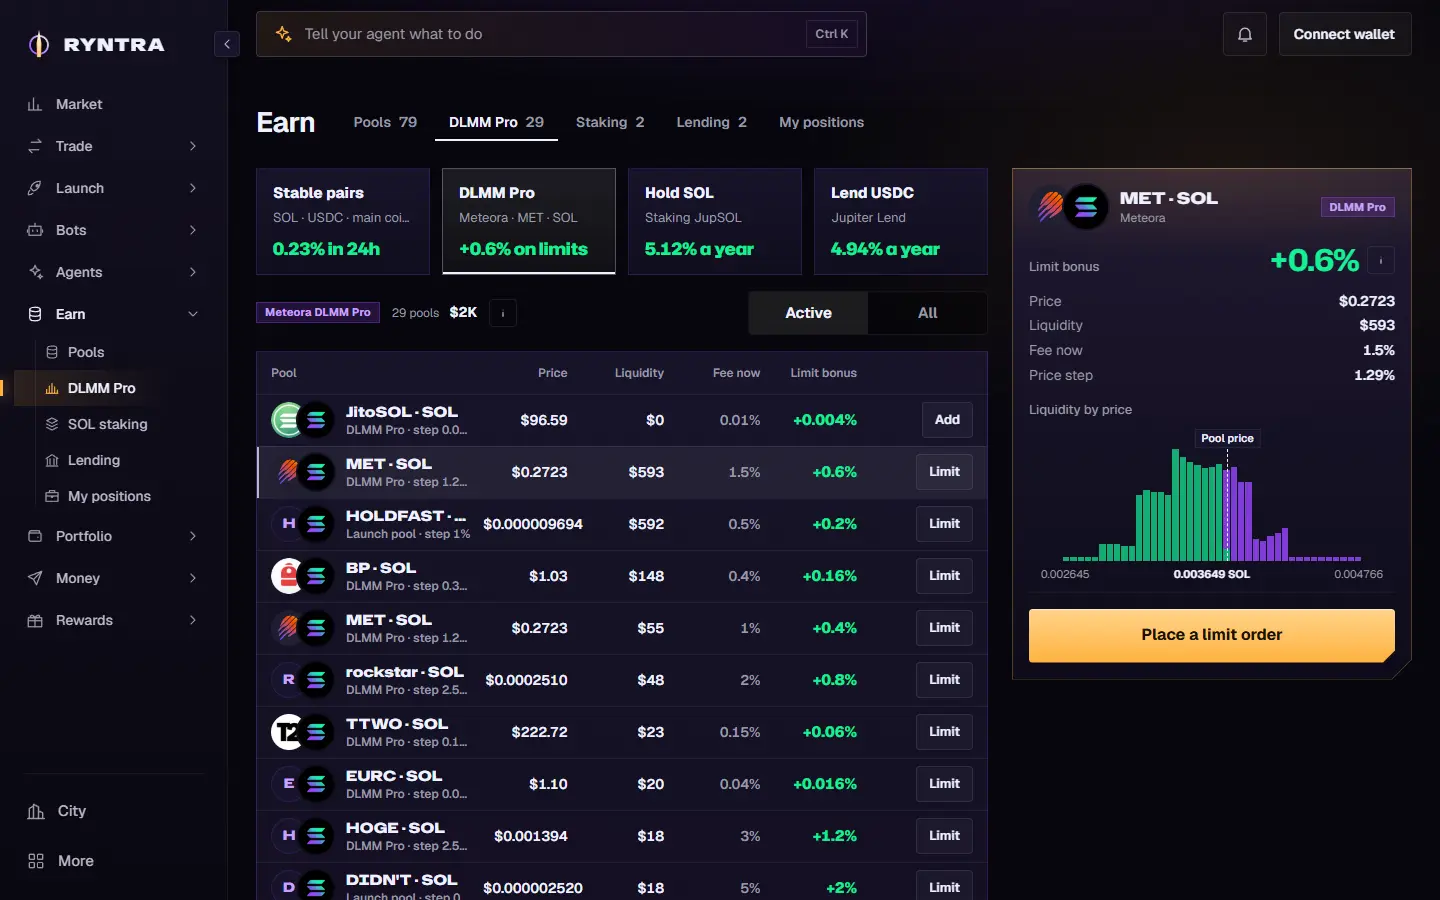 RYNTRA
Tell your agent what to do
Ctrl K
Connect wallet
Market
Trade
Launch
Bots
Agents
Earn
Pools
DLMM Pro
SOL staking
Lending
My positions
Portfolio
Money
Rewards
City
More
Earn
Pools 79
DLMM Pro 29
Staking 2
Lending 2
My positions
Stable pairs
SOL · USDC · main coi...
0.23% in 24h
DLMM Pro
Meteora · MET · SOL
+0.6% on limits
Hold SOL
Staking JupSOL
5.12% a year
Lend USDC
Jupiter Lend
4.94% a year
Meteora DLMM Pro
29 pools $2K
i
Active
All
Pool Price Liquidity Fee now Limit bonus
JitoSOL · SOL
DLMM Pro · step 0.0...
$96.59 $0 0.01% +0.004% Add
MET · SOL
DLMM Pro · step 1.2...
$0.2723 $593 1.5% +0.6% Limit
HOLDFAST · ...
Launch pool · step 1%
$0.000009694 $592 0.5% +0.2% Limit
BP · SOL
DLMM Pro · step 0.3...
$1.03 $148 0.4% +0.16% Limit
MET · SOL
DLMM Pro · step 1.2...
$0.2723 $55 1% +0.4% Limit
R
rockstar · SOL
DLMM Pro · step 2.5...
$0.0002510 $48 2% +0.8% Limit
T2
TTWO · SOL
DLMM Pro · step 0.1...
$222.72 $23 0.15% +0.06% Limit
E
EURC · SOL
DLMM Pro · step 0.0...
$1.10 $20 0.04% +0.016% Limit
H
HOGE · SOL
DLMM Pro · step 2.5...
$0.001394 $18 3% +1.2% Limit
D
DIDN'T · SOL
Launch pool · step 0
$0.000002520 $18 5% +2% Limit
H
MET · SOL
Meteora
DLMM Pro
Limit bonus
+0.6%
i
Price $0.2723
Liquidity $593
Fee now 1.5%
Price step 1.29%
Liquidity by price
Pool price
0.002645
0.003649 SOL
0.004766
Place a limit order